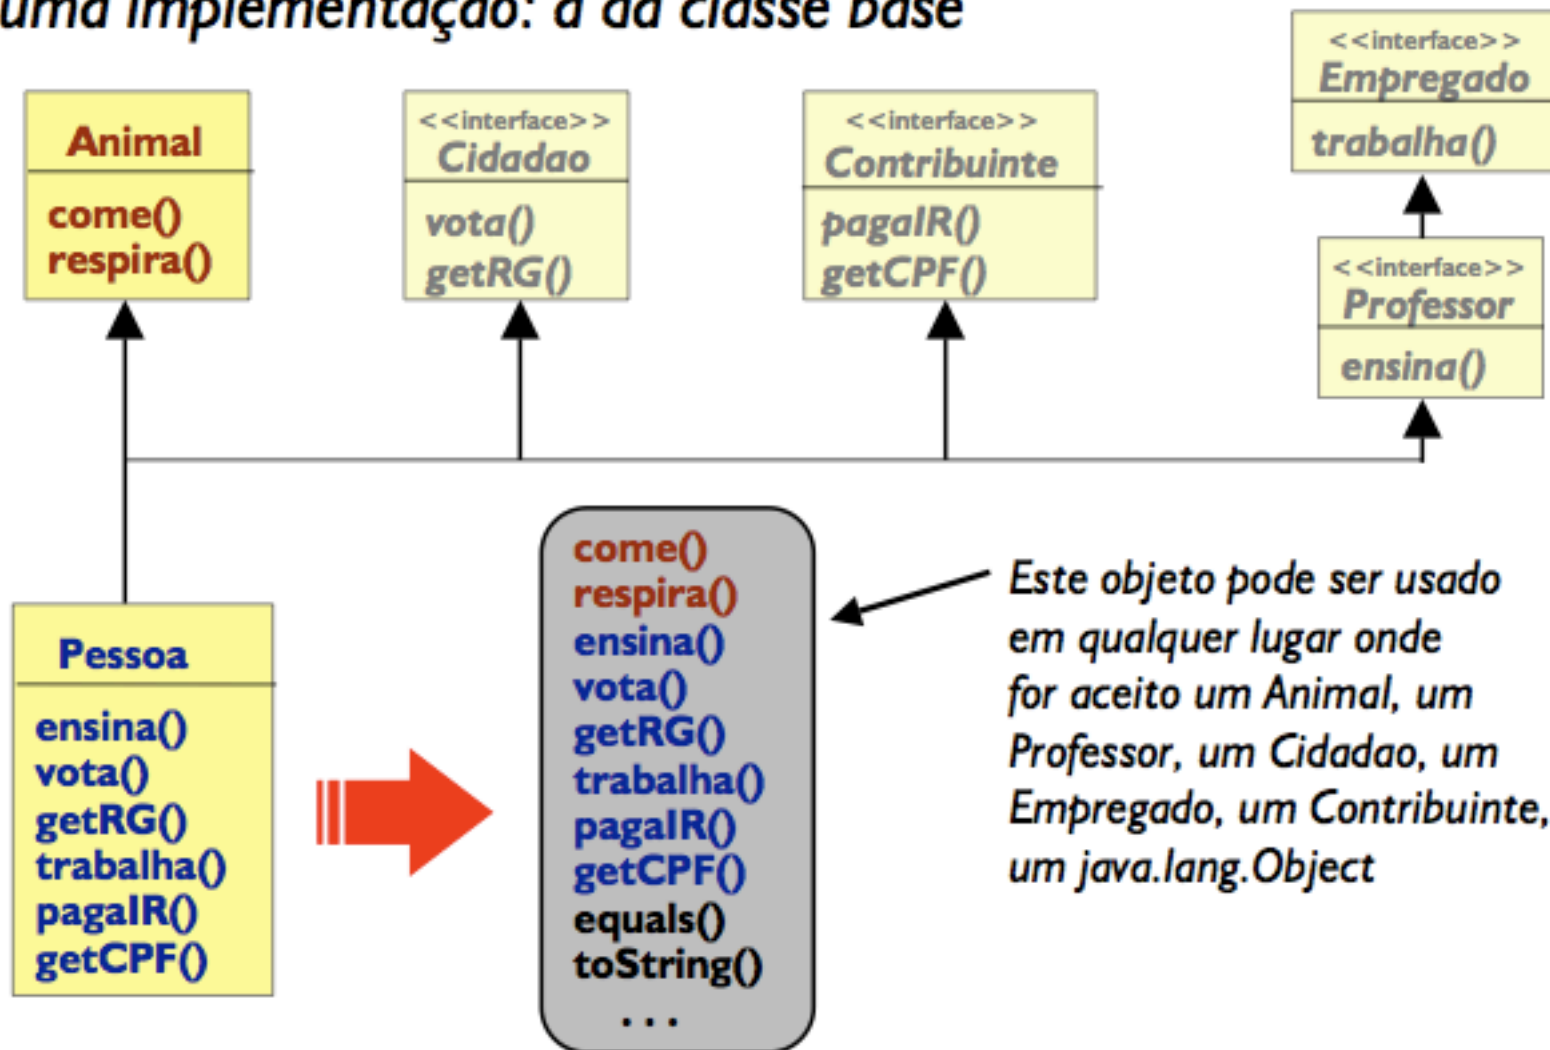 uma implementação: a da classe base
Animal
come()
respira()
<<interface>>
Cidadao
vota()
getRG()
<<interface>>
Contribuinte
pagaIR()
getCPF()
<<interface>>
Empregado
trabalha()
<<interface>>
Professor
ensina()
Pessoa
ensina()
vota()
getRG()
trabalha()
pagaIR()
getCPF()
come()
respira()
ensina()
vota()
getRG()
trabalha()
pagaIR()
getCPF()
equals()
toString()
...
Este objeto pode ser usado
em qualquer lugar onde
for aceito um Animal, um
Professor, um Cidadao, um
Empregado, um Contribuinte,
um java.lang.Object